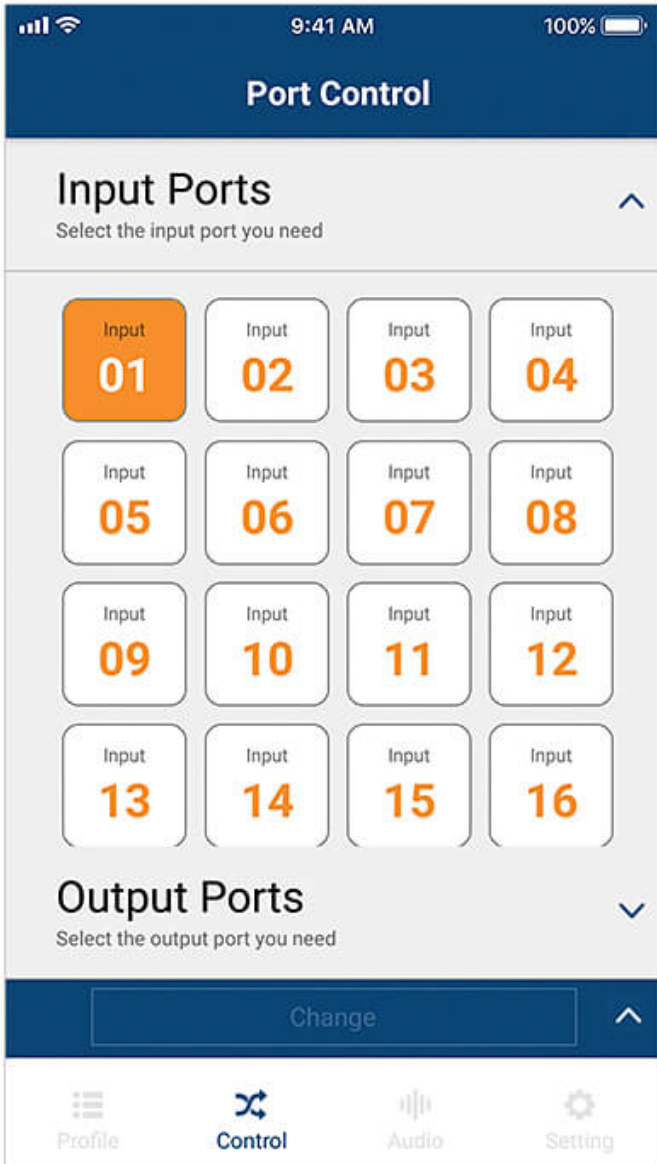 9:41 AM 100%
Port Control
Input Ports
Select the input port you need
Input Input Input Input
01 02 03 04
Input Input Input Input
05 06 07 08
Input Input Input Input
09 10 11 12
Input Input Input Input
13 14 15 16
Output Ports
Select the output port you need
Change
Profile Control Audio Setting